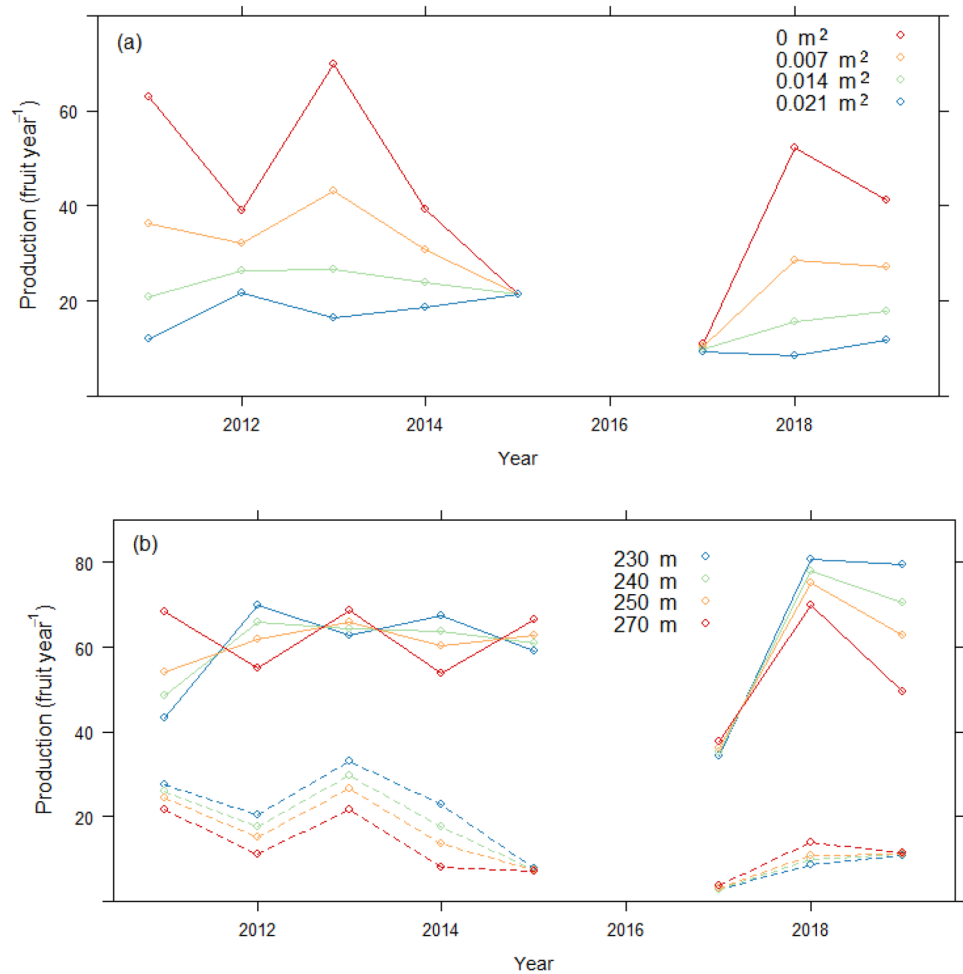 (a)
0 m²
0.007 m²
0.014 m²
0.021 m²
Production (fruit year⁻¹)
60
40
20
2012 2014 2016 2018
Year
(b)
230 m
240 m
250 m
270 m
Production (fruit year⁻¹)
80
60
40
20
2012 2014 2016 2018
Year